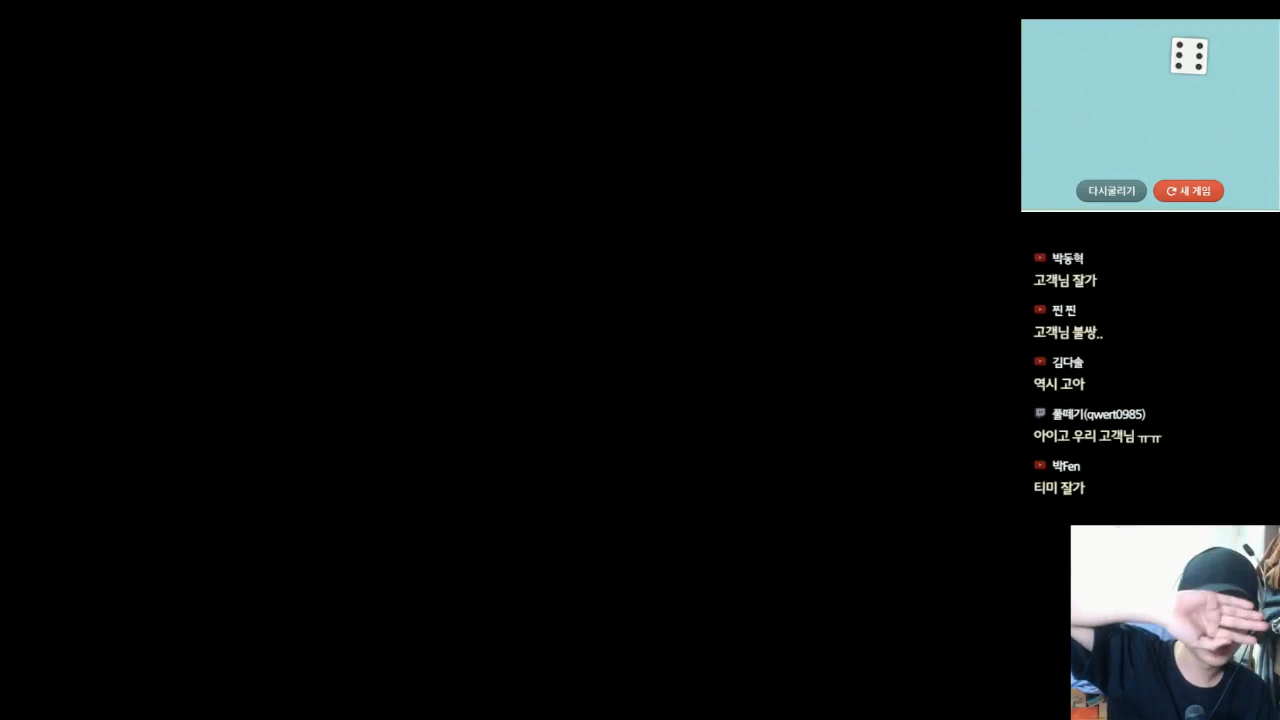 다시굴리기
새 게임
박동혁
고객님 잘가
찐 찐
고객님 불쌍..
김다솔
역시 고아
풀떼기(qwert0985)
아이고 우리 고객님 ㅠㅠ
박Fen
티미 잘가